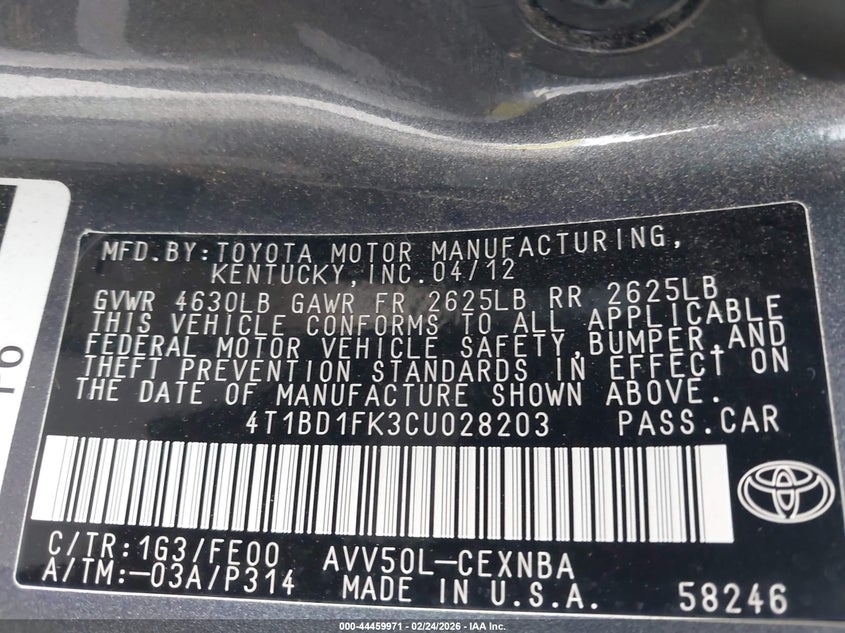 MFD.BY:TOYOTA MOTOR MANUFACTURING,
KENTUCKY,INC.04/12
GVWR 4630LB GAWR FR 2625LB RR 2625LB
THIS VEHICLE CONFORMS TO ALL APPLICABLE
FEDERAL MOTOR VEHICLE SAFETY,BUMPER,AND
THEFT PREVENTION STANDARDS IN EFFECT ON
THE DATE OF MANUFACTURE SHOWN ABOVE.
4T1BD1FK3CU028203 PASS.CAR
C/TR:1G3/FE00 AVV50L-CEXNBA
A/TM:-03A/P314 MADE IN U.S.A. 58246
000-44459971 - 02/24/2026 - IAA Inc.